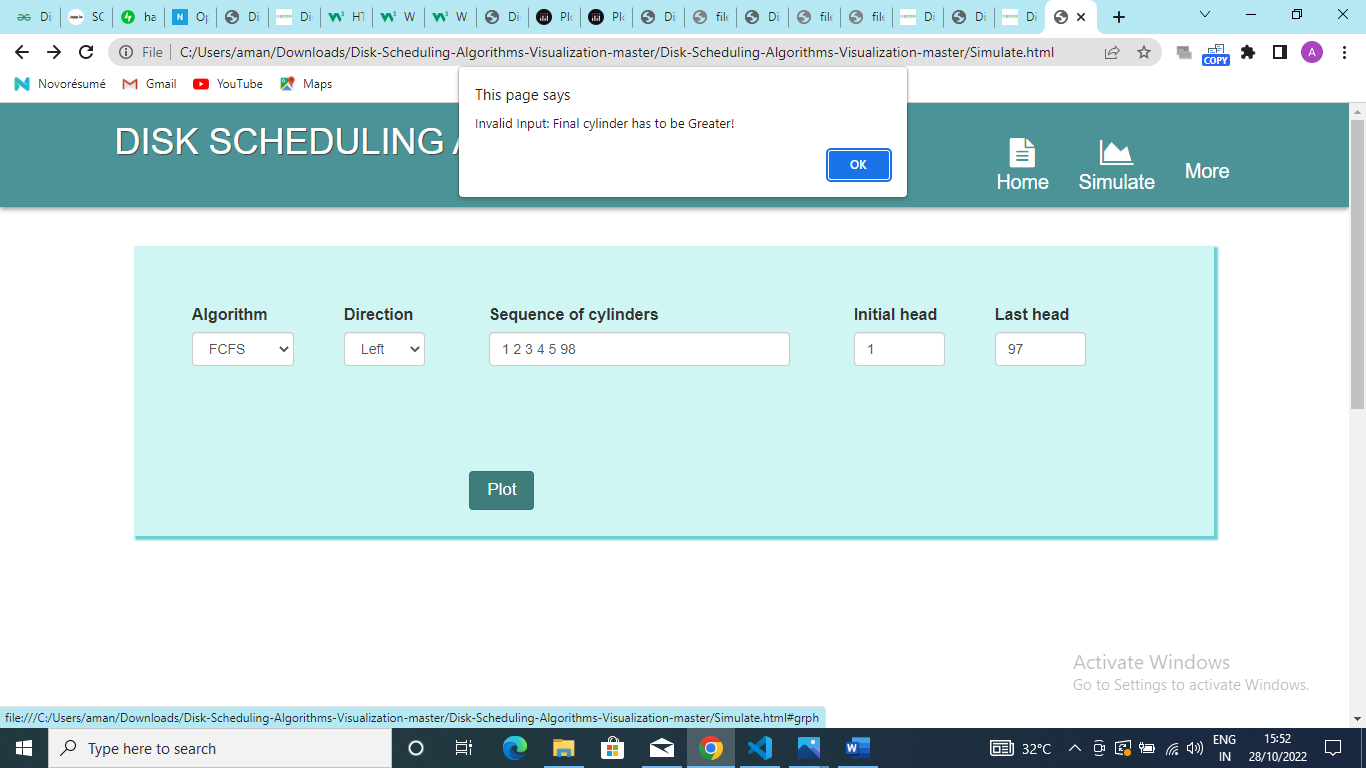 Di
SC
ha
Op
Di
Di
HT
W
W
Di
Plo
Plo
Di
file
Di
file
file
Di
Di
Di
File
C:/Users/aman/Downloads/Disk-Scheduling-Algorithms-Visualization-master/Disk-Scheduling-Algorithms-Visualization-master/Simulate.html
COPY
A
Novorésumé
Gmail
YouTube
Maps
This page says
Invalid Input: Final cylinder has to be Greater!
OK
DISK SCHEDULING
Home
Simulate
More
Algorithm
Direction
Sequence of cylinders
Initial head
Last head
FCFS
Left
1 2 3 4 5 98
1
97
Plot
Activate Windows
Go to Settings to activate Windows.
file:///C:/Users/aman/Downloads/Disk-Scheduling-Algorithms-Visualization-master/Disk-Scheduling-Algorithms-Visualization-master/Simulate.html#grph
Type here to search
32°C
ENG
IN
15:52
28/10/2022